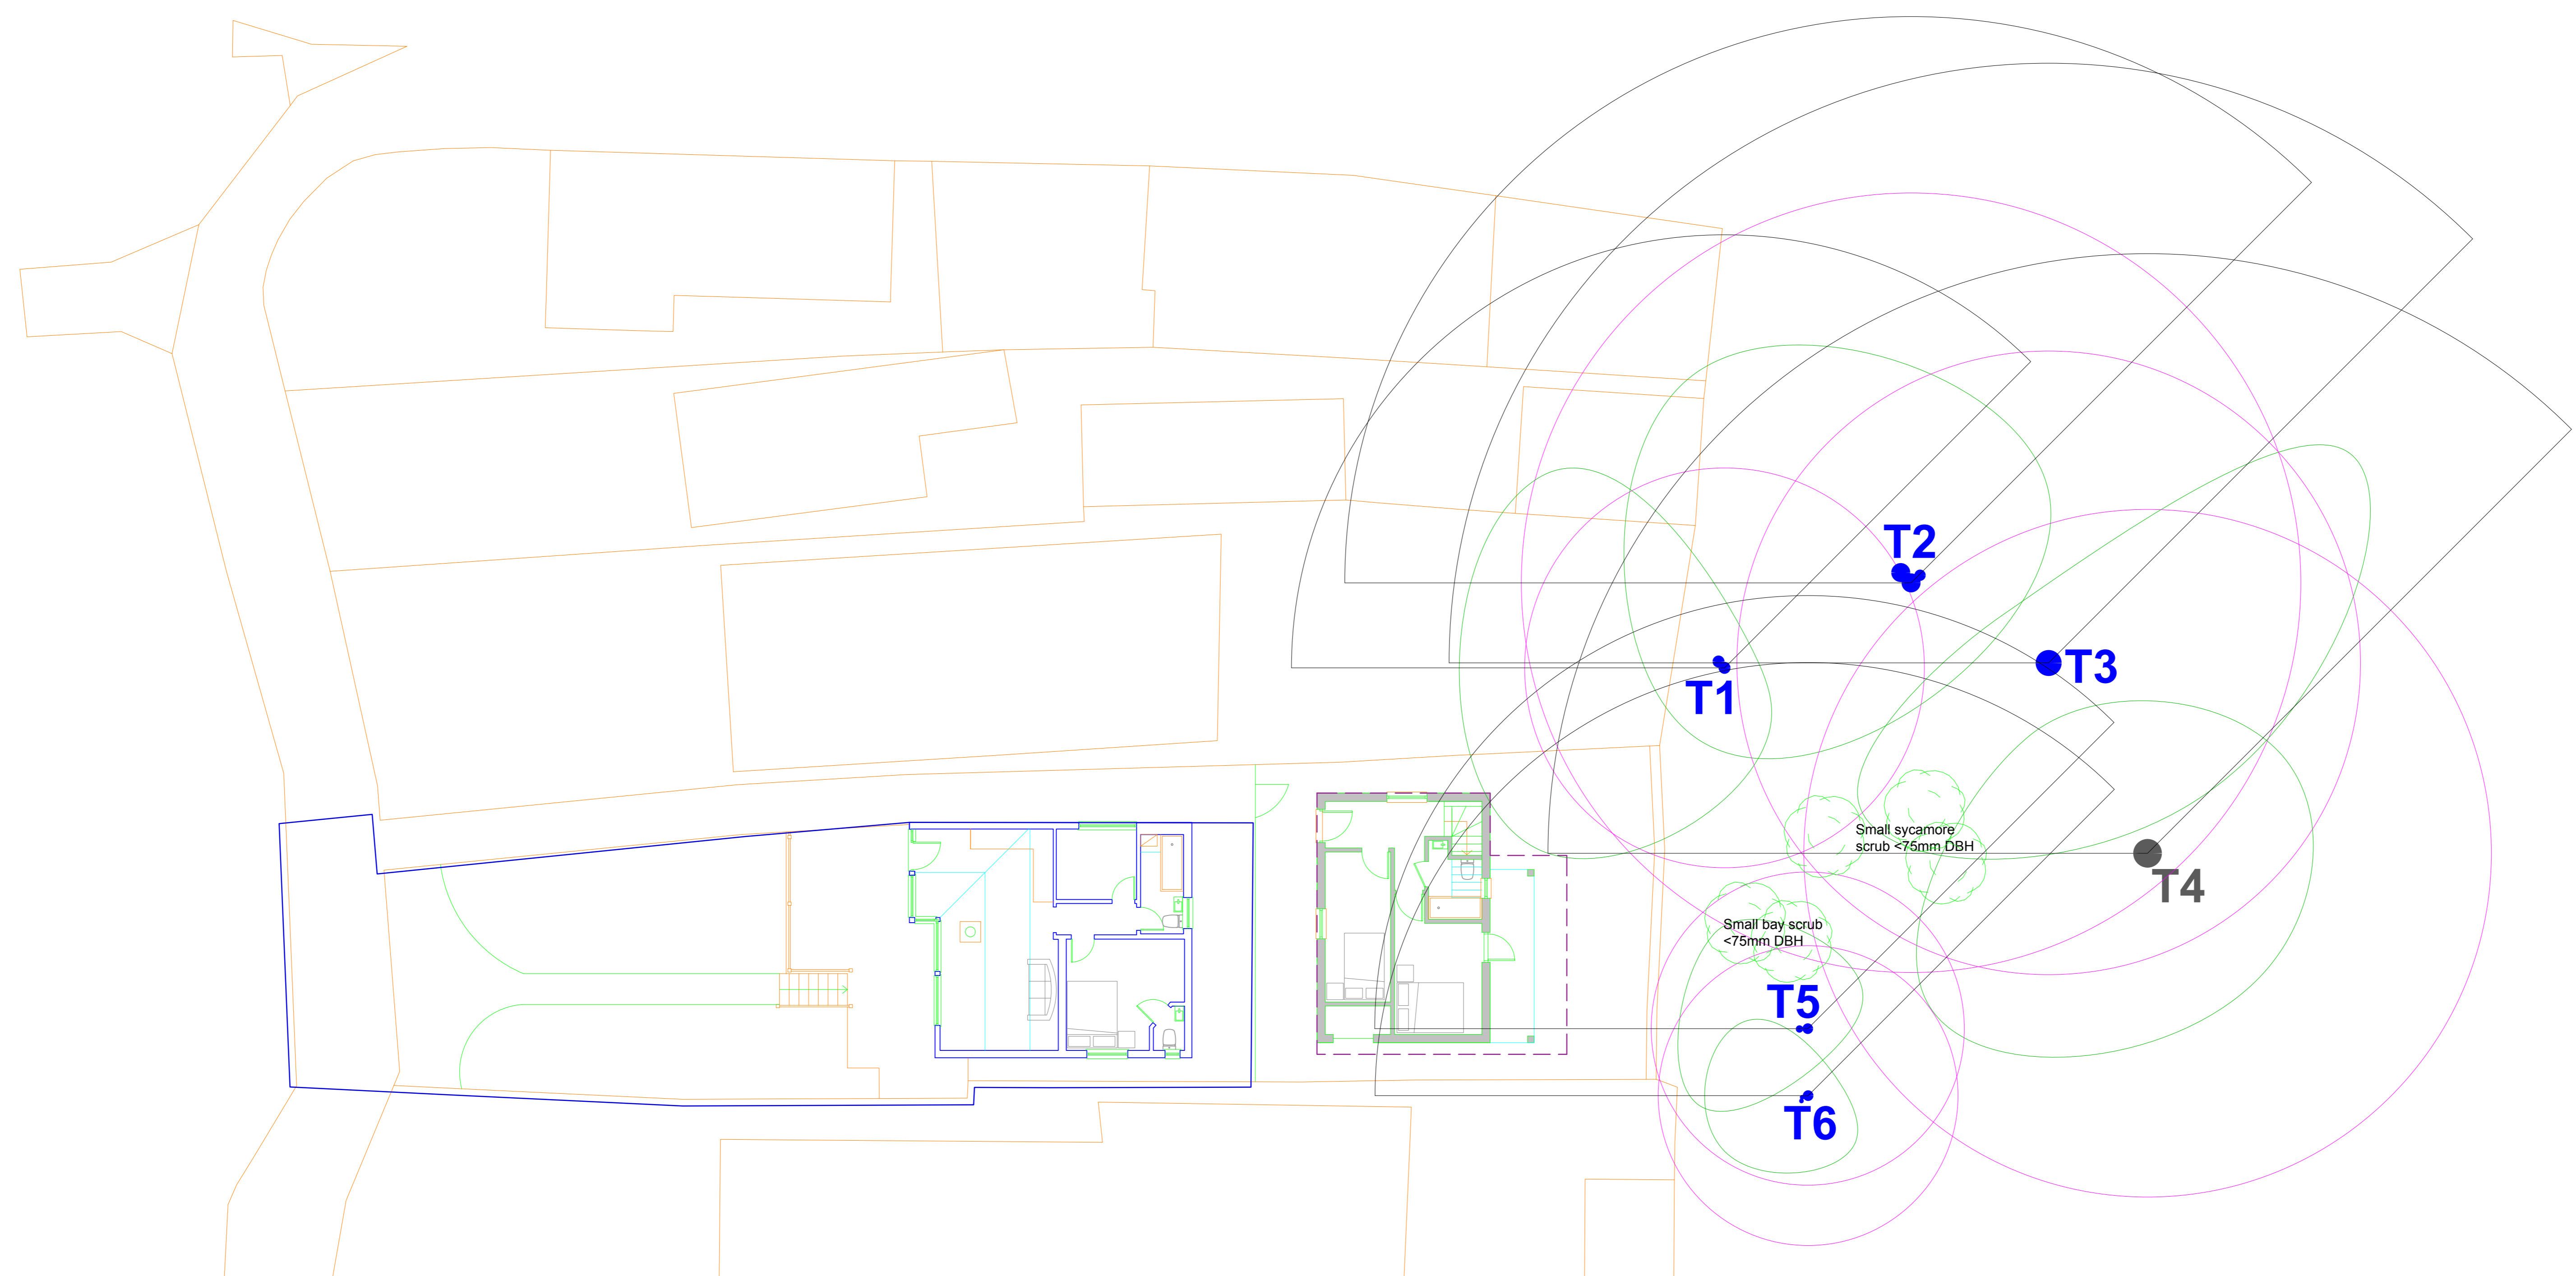 T2
T3
T1
Small sycamore
scrub <75mm DBH
T4
Small bay scrub
<75mm DBH
T5
T6